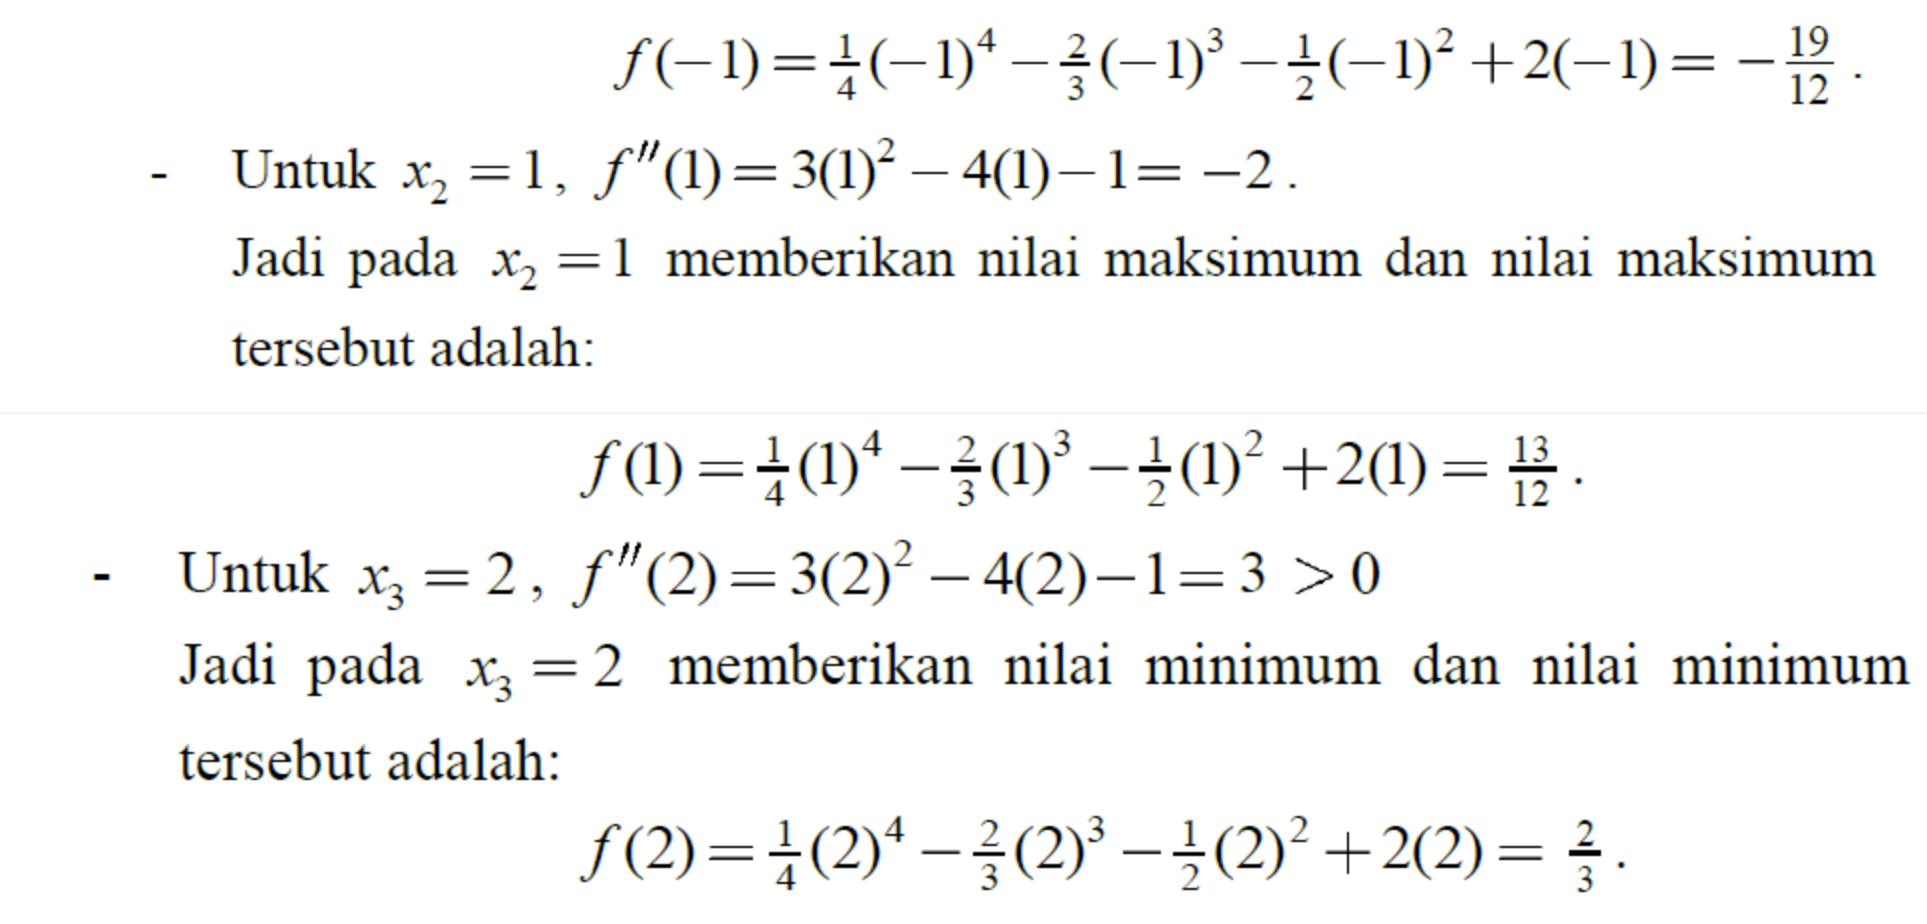 f(−1) = 1/4(−1)⁴ − 2/3(−1)³ − 1/2(−1)² + 2(−1) = −19/12 .
- Untuk x₂ = 1, f″(1) = 3(1)² − 4(1) − 1 = −2 .
Jadi pada x₂ = 1 memberikan nilai maksimum dan nilai maksimum
tersebut adalah:
f(1) = 1/4(1)⁴ − 2/3(1)³ − 1/2(1)² + 2(1) = 13/12 .
- Untuk x₃ = 2 , f″(2) = 3(2)² − 4(2) − 1 = 3 > 0
Jadi pada x₃ = 2 memberikan nilai minimum dan nilai minimum
tersebut adalah:
f(2) = 1/4(2)⁴ − 2/3(2)³ − 1/2(2)² + 2(2) = 2/3 .